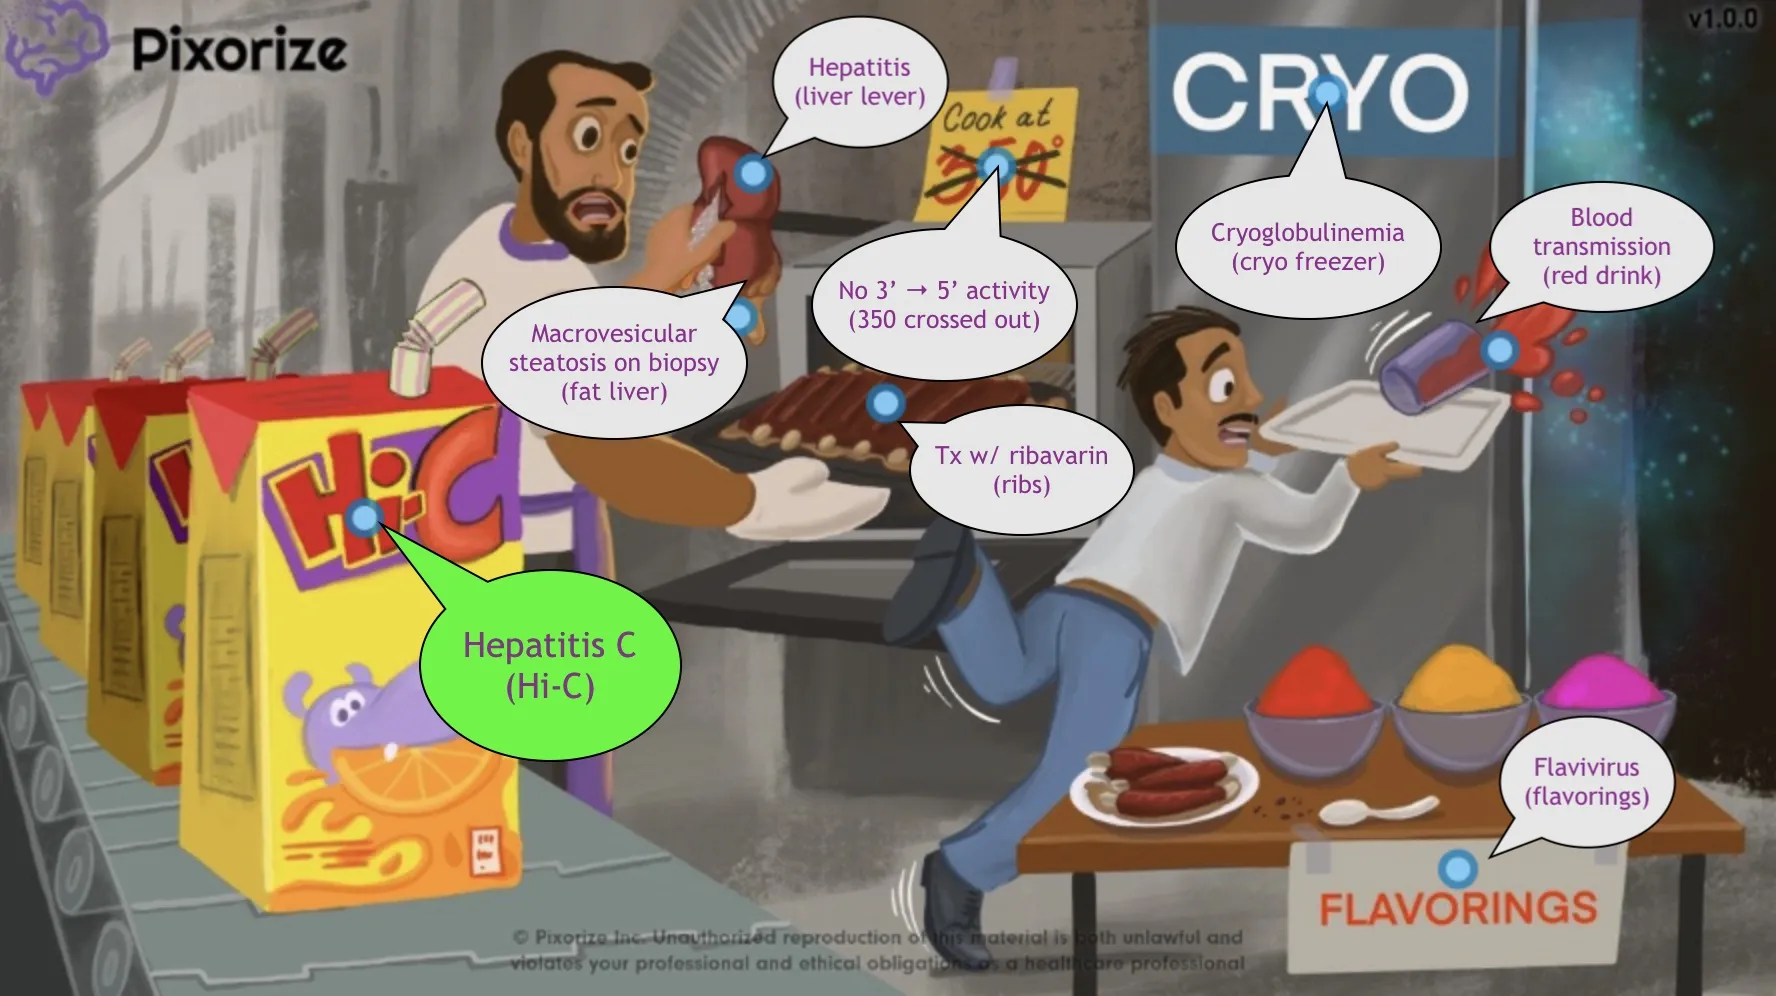 Pixorize
v1.0.0
Hepatitis
(liver lever)
Cook at
350°
CRYO
Cryoglobulinemia
(cryo freezer)
Blood
transmission
(red drink)
No 3’ → 5’ activity
(350 crossed out)
Macrovesicular
steatosis on biopsy
(fat liver)
Tx w/ ribavarin
(ribs)
Hi-C
Hepatitis C
(Hi-C)
Flavivirus
(flavorings)
FLAVORINGS
© Pixorize Inc. Unauthorized reproduction of this material is both unlawful and
violates your professional and ethical obligations as a healthcare professional